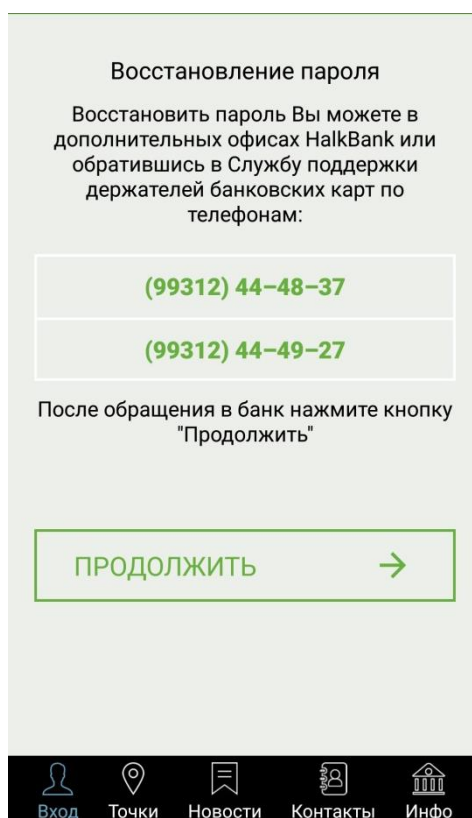 Восстановление пароля
Восстановить пароль Вы можете в
дополнительных офисах HalkBank или
обратившись в Службу поддержки
держателей банковских карт по
телефонам:
(99312) 44–48–37
(99312) 44–49–27
После обращения в банк нажмите кнопку
"Продолжить"
ПРОДОЛЖИТЬ
Вход Точки Новости Контакты Инфо